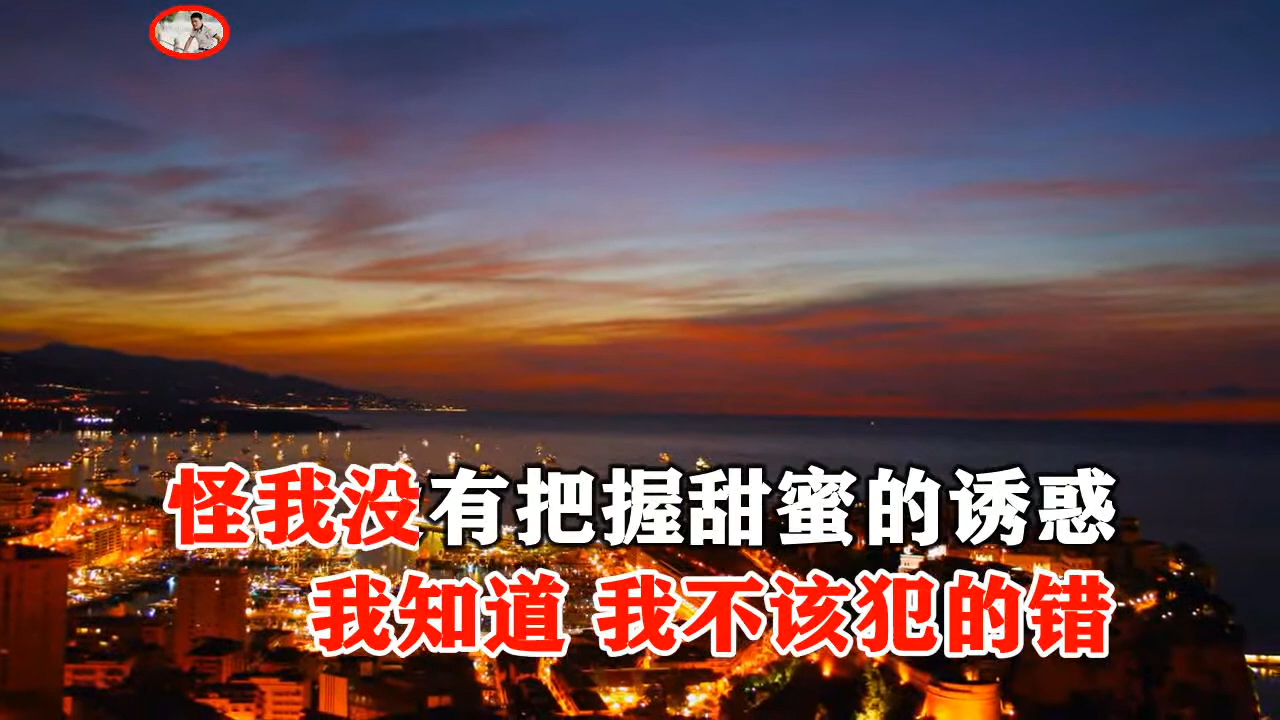 怪我没有把握甜蜜的诱惑
我知道 我不该犯的错